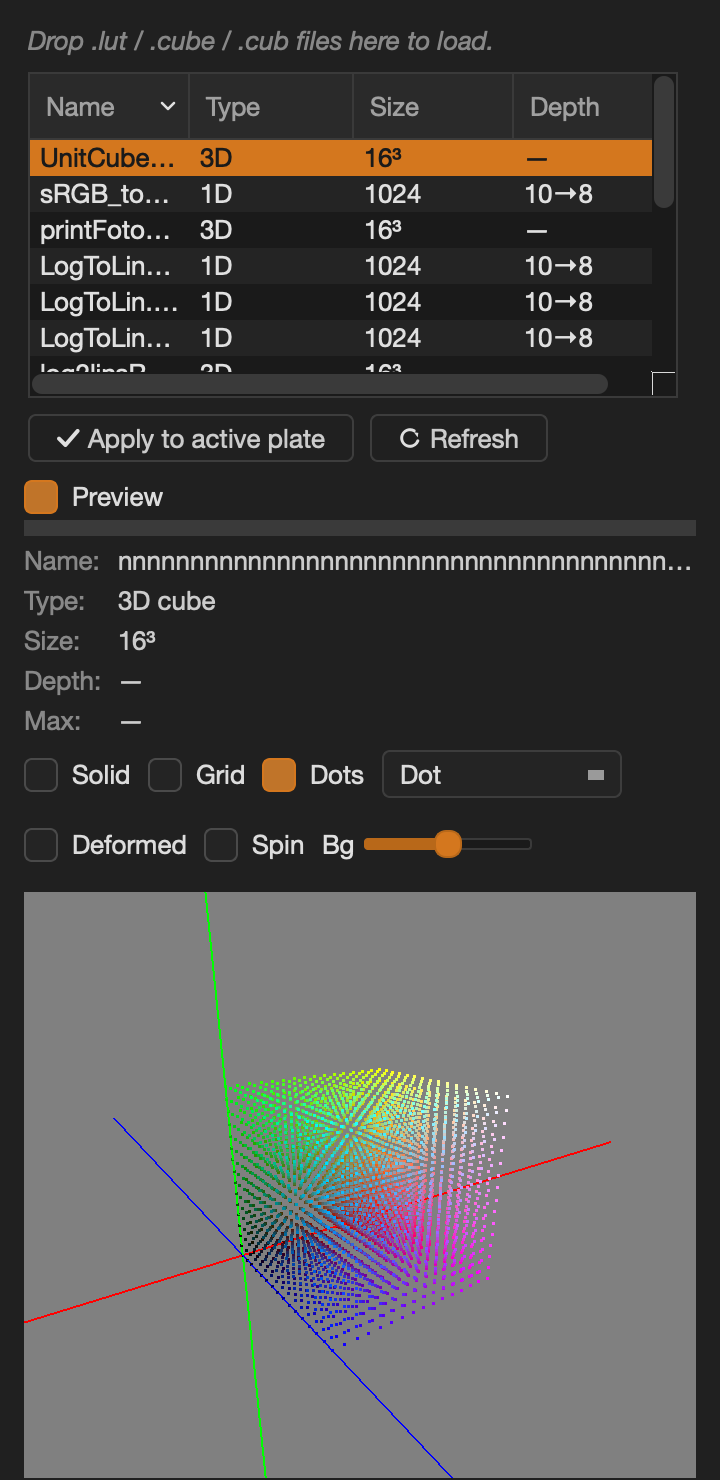 Drop .lut / .cube / .cub files here to load.
Name Type Size Depth
UnitCube… 3D 16³ —
sRGB_to… 1D 1024 10→8
printFoto… 3D 16³ —
LogToLin… 1D 1024 10→8
LogToLin.… 1D 1024 10→8
LogToLin… 1D 1024 10→8
3D 16³
Apply to active plate Refresh
Preview
Name: nnnnnnnnnnnnnnnnnnnnnnnnnnnnnnnnnnnnnn…
Type: 3D cube
Size: 16³
Depth: —
Max: —
Solid Grid Dots Dot
Deformed Spin Bg